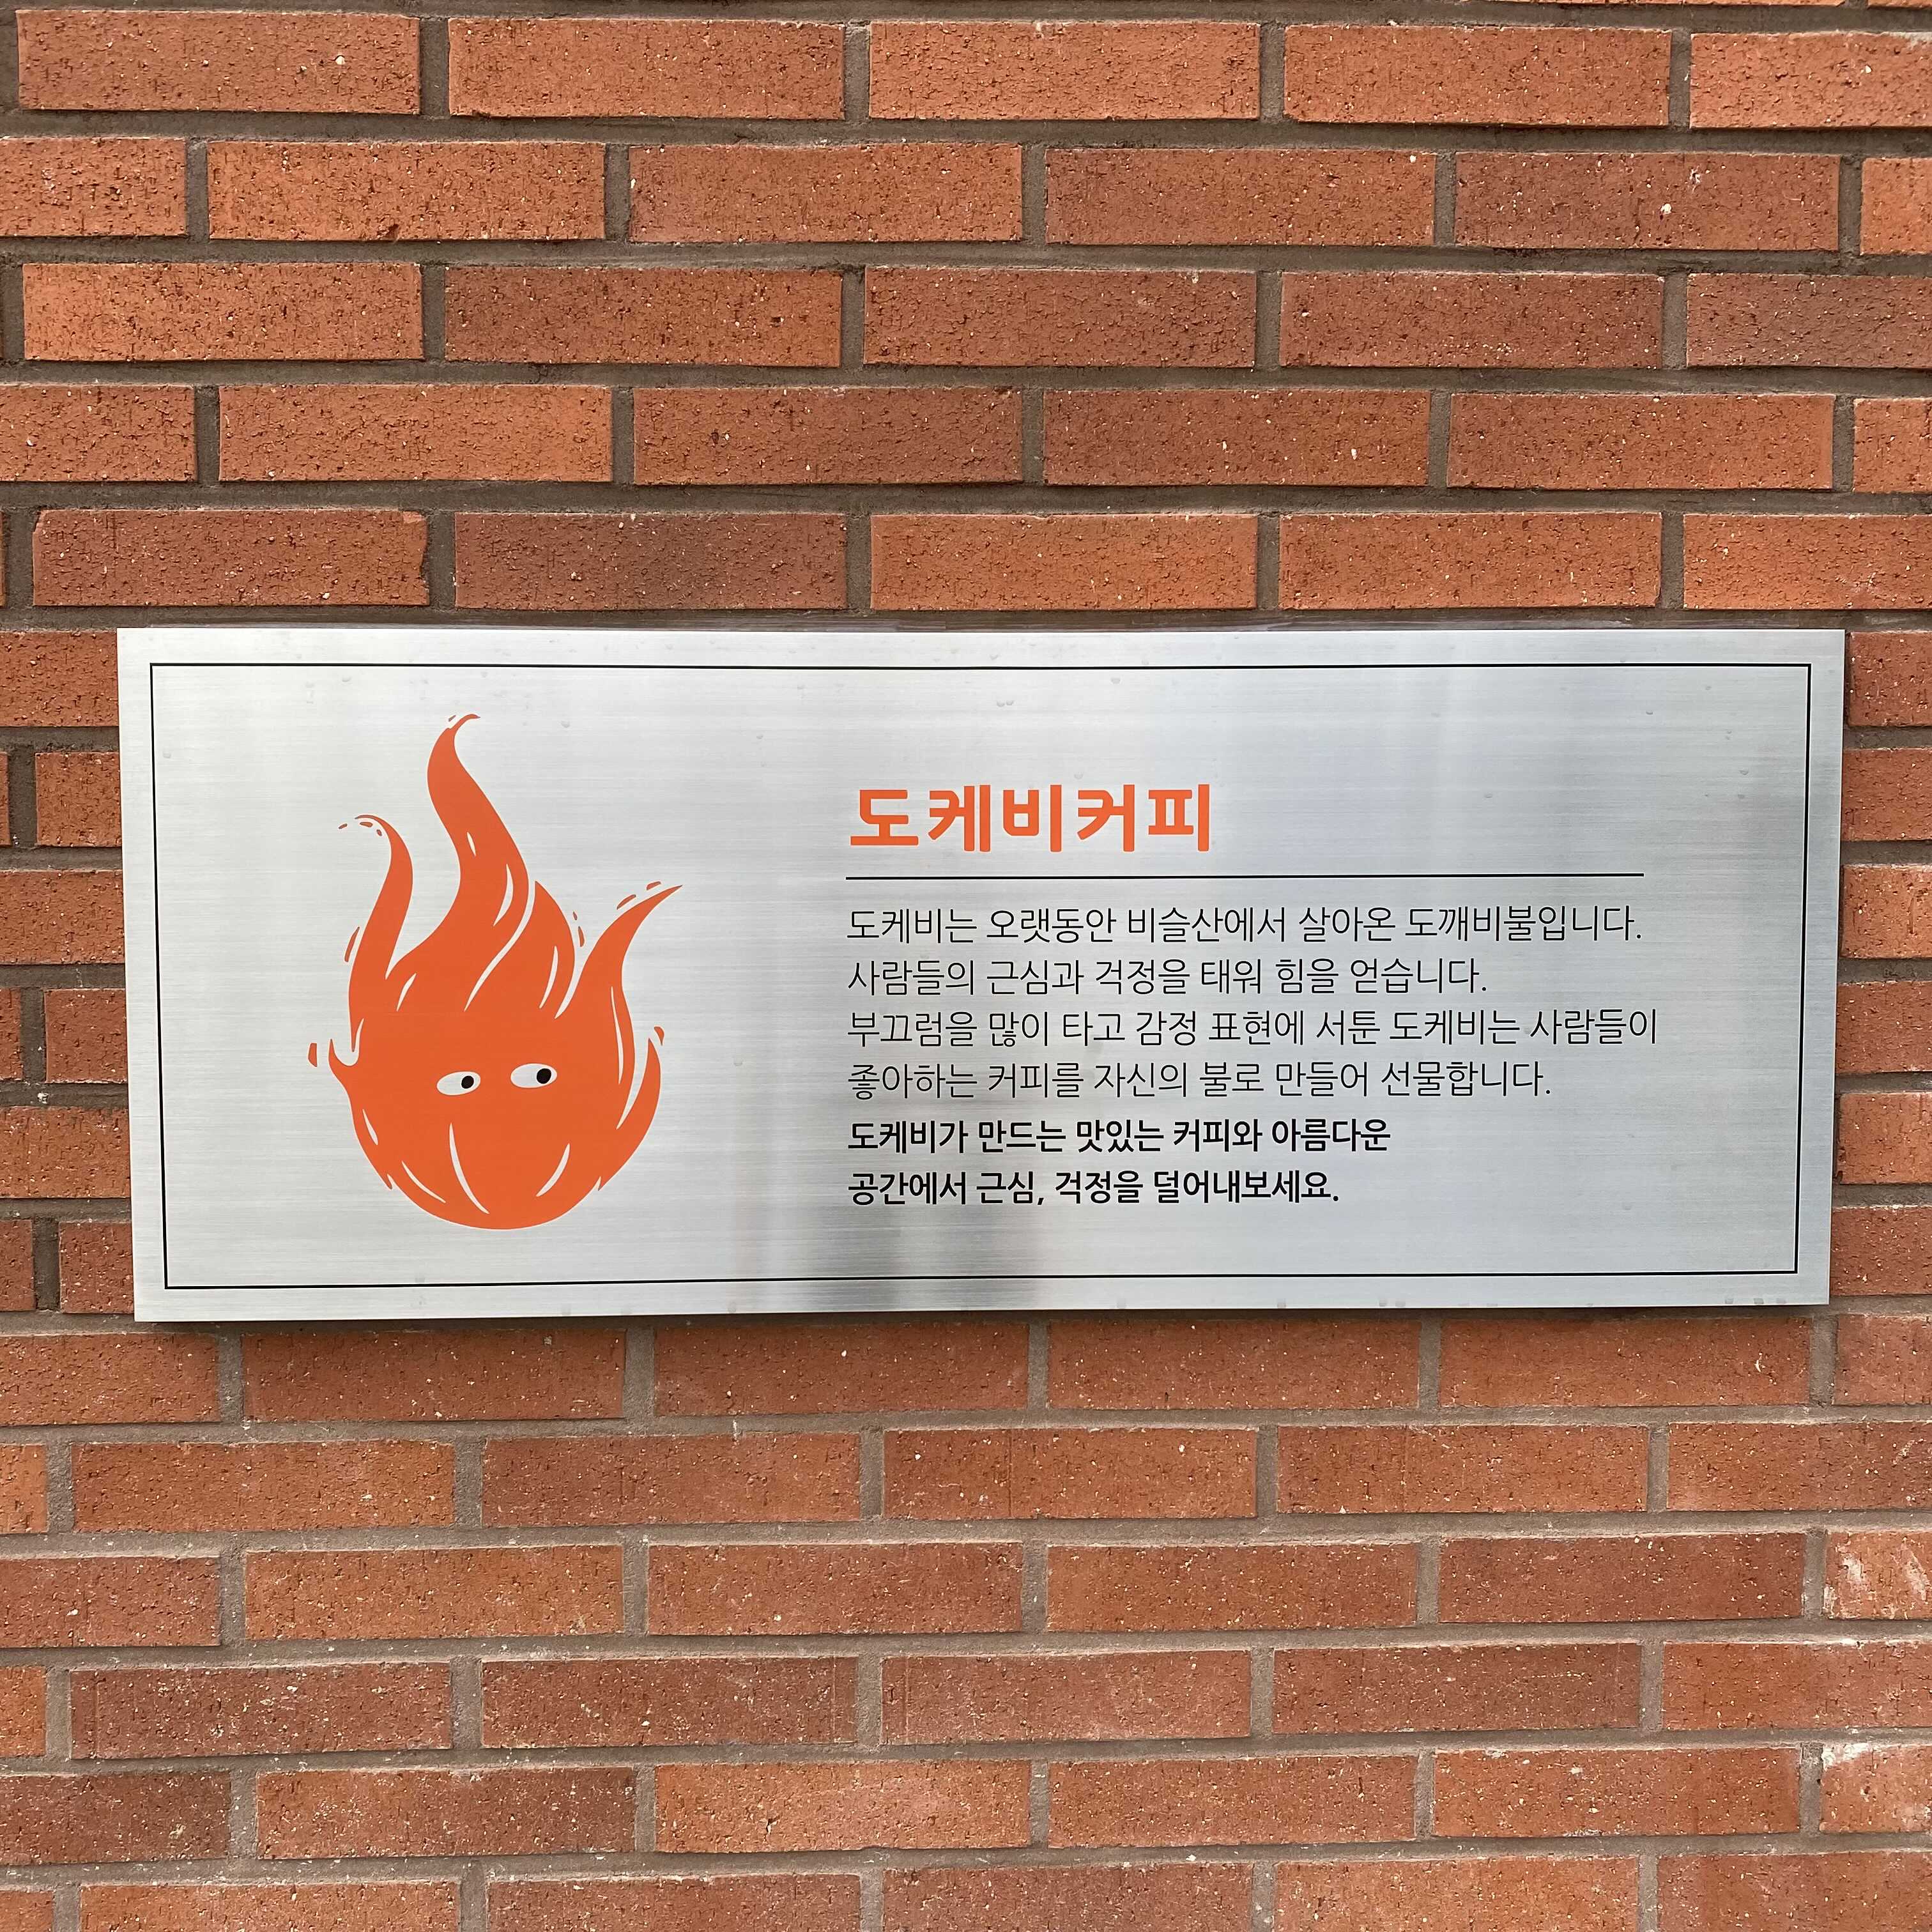 도케비커피
도케비는 오랫동안 비슬산에서 살아온 도깨비불입니다.
사람들의 근심과 걱정을 태워 힘을 얻습니다.
부끄럼을 많이 타고 감정 표현에 서툰 도케비는 사람들이
좋아하는 커피를 자신의 불로 만들어 선물합니다.
도케비가 만드는 맛있는 커피와 아름다운
공간에서 근심, 걱정을 덜어내보세요.